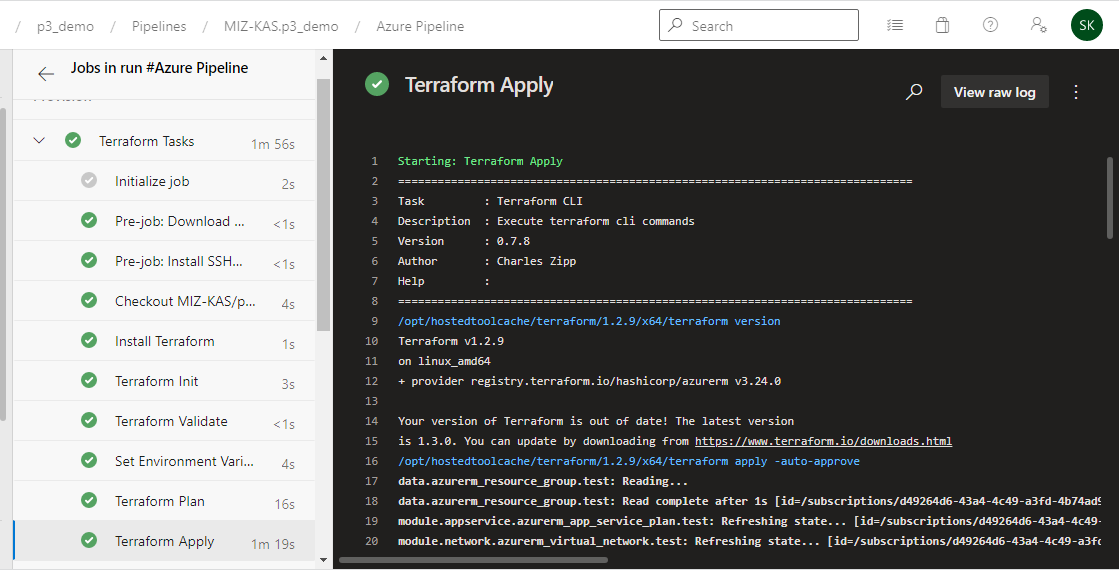 / p3_demo / Pipelines / MIZ-KAS.p3_demo / Azure Pipeline
Search
SK
Jobs in run #Azure Pipeline
Terraform Tasks 1m 56s
Initialize job 2s
Pre-job: Download ... <1s
Pre-job: Install SSH... <1s
Checkout MIZ-KAS/p... 4s
Install Terraform 1s
Terraform Init 3s
Terraform Validate <1s
Set Environment Vari... 4s
Terraform Plan 16s
Terraform Apply 1m 19s
Terraform Apply
View raw log
1 Starting: Terraform Apply
2 ==============================================================================
3 Task : Terraform CLI
4 Description : Execute terraform cli commands
5 Version : 0.7.8
6 Author : Charles Zipp
7 Help :
8 ==============================================================================
9 /opt/hostedtoolcache/terraform/1.2.9/x64/terraform version
10 Terraform v1.2.9
11 on linux_amd64
12 + provider registry.terraform.io/hashicorp/azurerm v3.24.0
13
14 Your version of Terraform is out of date! The latest version
15 is 1.3.0. You can update by downloading from https://www.terraform.io/downloads.html
16 /opt/hostedtoolcache/terraform/1.2.9/x64/terraform apply -auto-approve
17 data.azurerm_resource_group.test: Reading...
18 data.azurerm_resource_group.test: Read complete after 1s [id=/subscriptions/d49264d6-43a4-4c49-a3fd-4b74ad9
19 module.appservice.azurerm_app_service_plan.test: Refreshing state... [id=/subscriptions/d49264d6-43a4-4c49-
20 module.network.azurerm_virtual_network.test: Refreshing state... [id=/subscriptions/d49264d6-43a4-4c49-a3fd